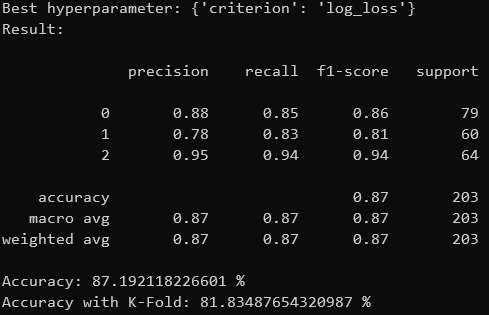 Best hyperparameter: {'criterion': 'log_loss'}
Result:
precision recall f1-score support
0 0.88 0.85 0.86 79
1 0.78 0.83 0.81 60
2 0.95 0.94 0.94 64
accuracy 0.87 203
macro avg 0.87 0.87 0.87 203
weighted avg 0.87 0.87 0.87 203
Accuracy: 87.192118226601 %
Accuracy with K-Fold: 81.83487654320987 %